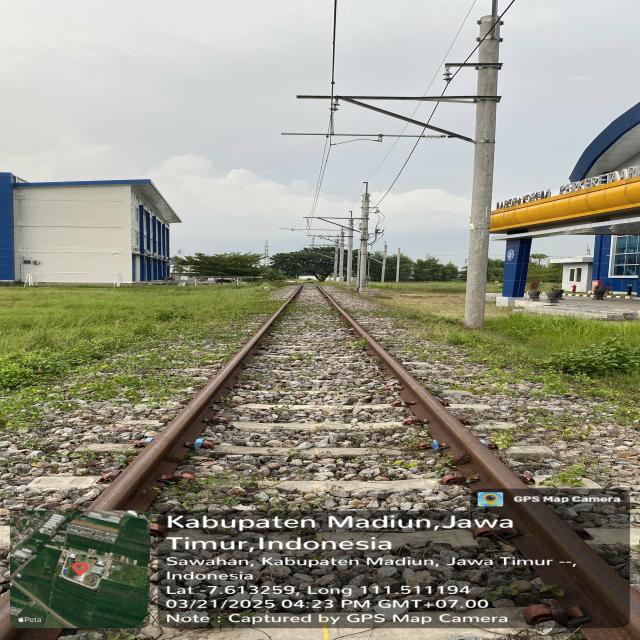 GPS Map Camera
Kabupaten Madiun,Jawa
Timur,Indonesia
Sawahan, Kabupaten Madiun, Jawa Timur --,
Indonesia
Lat -7.613259, Long 111.511194
03/21/2025 04:23 PM GMT+07.00
Note : Captured by GPS Map Camera
Peta